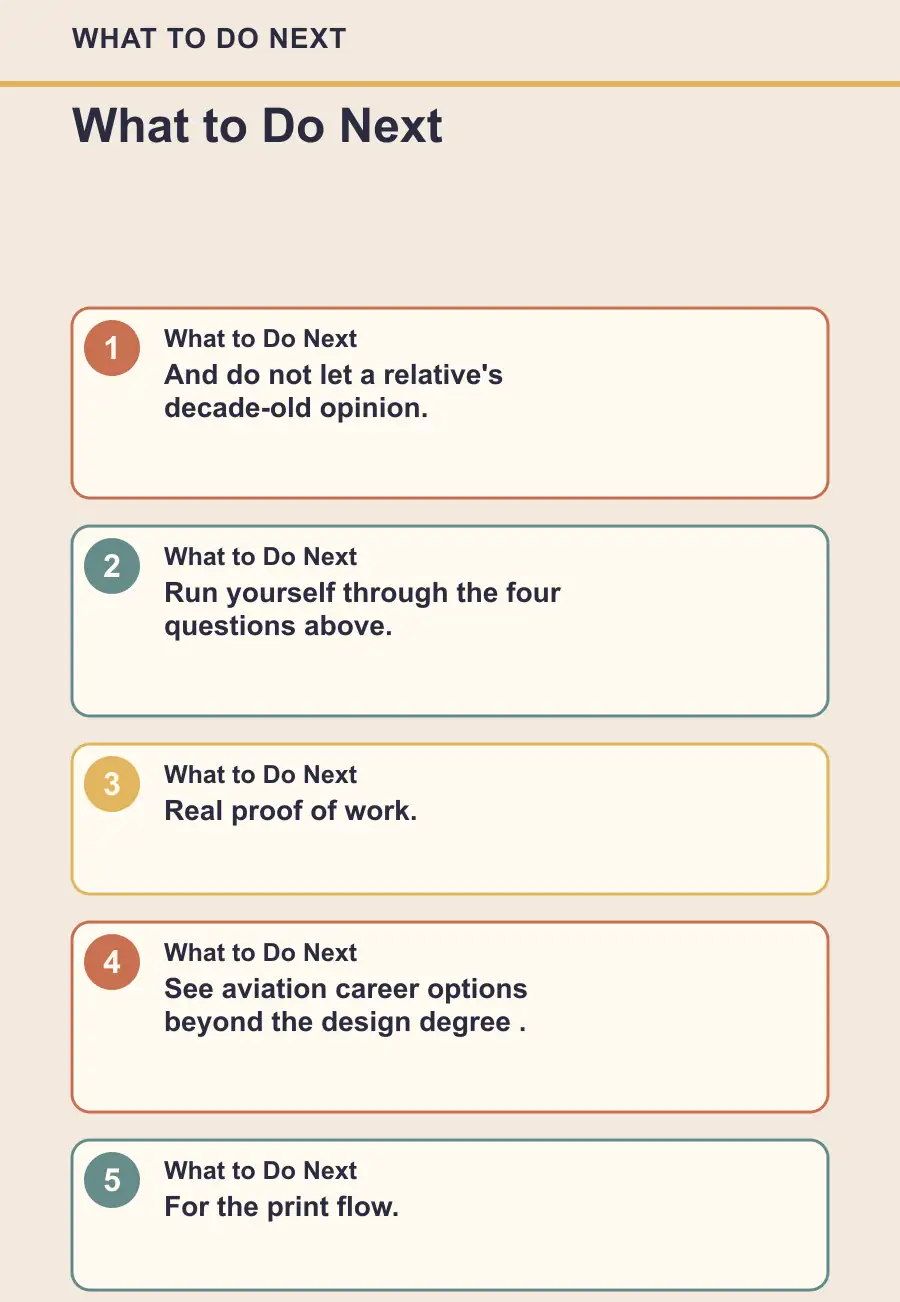 WHAT TO DO NEXT
What to Do Next
1
What to Do Next
And do not let a relative's
decade-old opinion.
2
What to Do Next
Run yourself through the four
questions above.
3
What to Do Next
Real proof of work.
4
What to Do Next
See aviation career options
beyond the design degree .
5
What to Do Next
For the print flow.